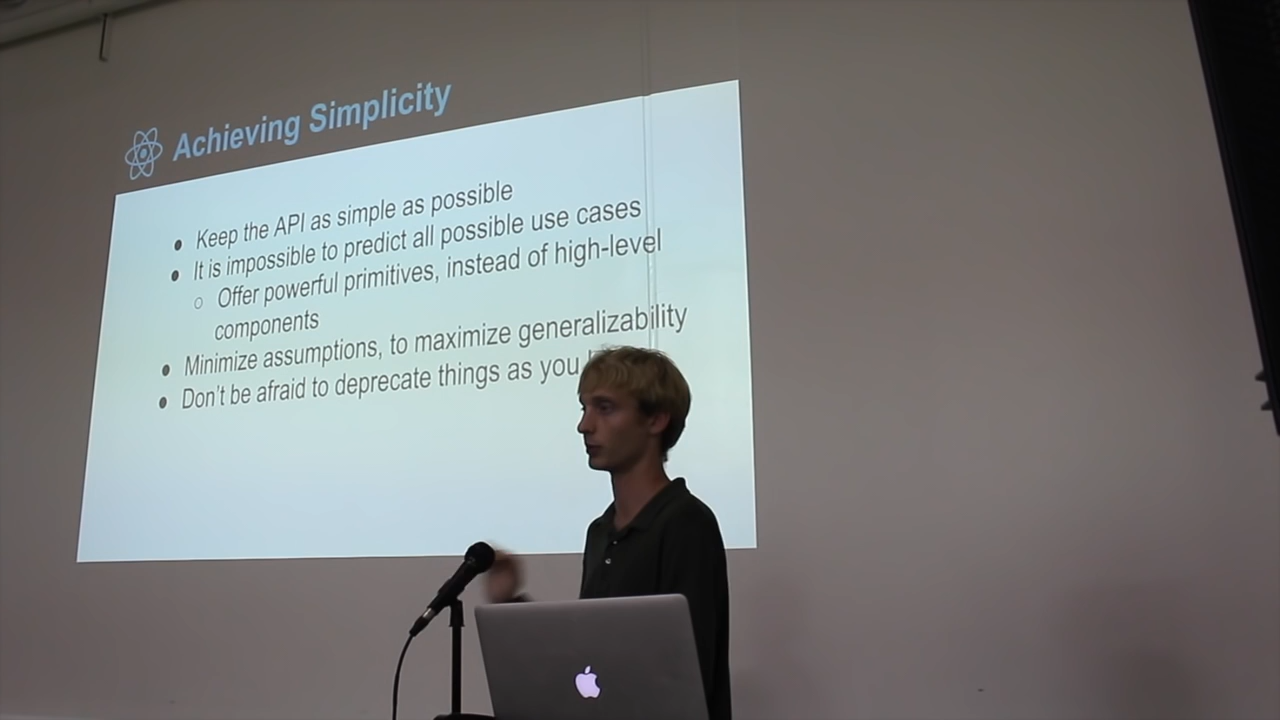 Achieving Simplicity
Keep the API as simple as possible
It is impossible to predict all possible use cases
Offer powerful primitives, instead of high-level
components
Minimize assumptions, to maximize generalizability
Don't be afraid to deprecate things as you